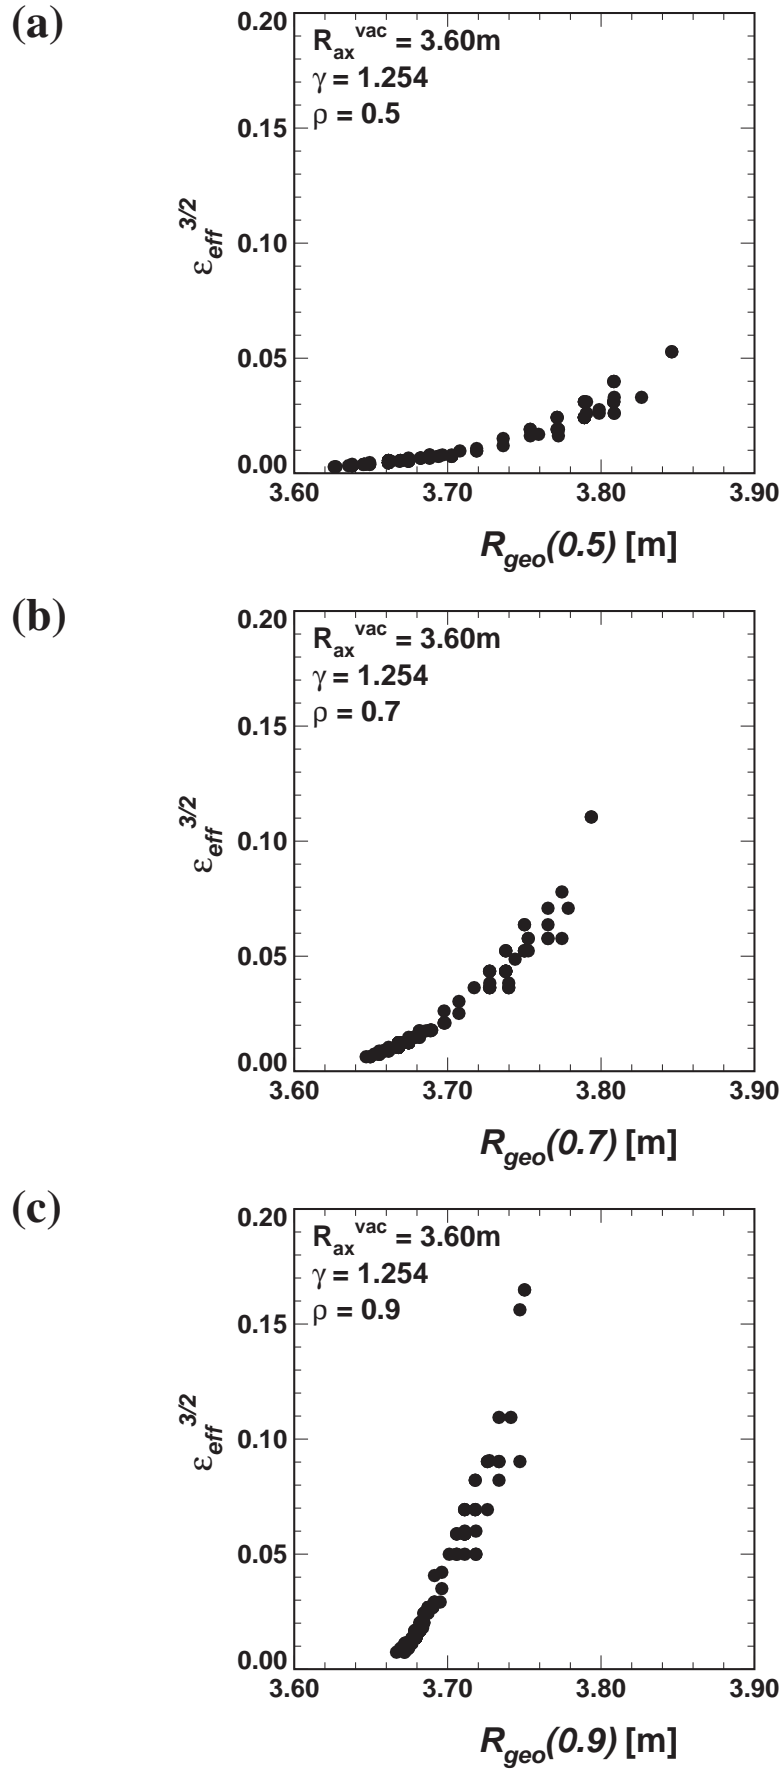 (a)
0.20
R_ax^vac = 3.60m
γ = 1.254
ρ = 0.5
0.15
0.10
0.05
0.00
ε_eff^3/2
3.60 3.70 3.80 3.90
R_geo(0.5) [m]
(b)
0.20
R_ax^vac = 3.60m
γ = 1.254
ρ = 0.7
0.15
0.10
0.05
0.00
ε_eff^3/2
3.60 3.70 3.80 3.90
R_geo(0.7) [m]
(c)
0.20
R_ax^vac = 3.60m
γ = 1.254
ρ = 0.9
0.15
0.10
0.05
0.00
ε_eff^3/2
3.60 3.70 3.80 3.90
R_geo(0.9) [m]